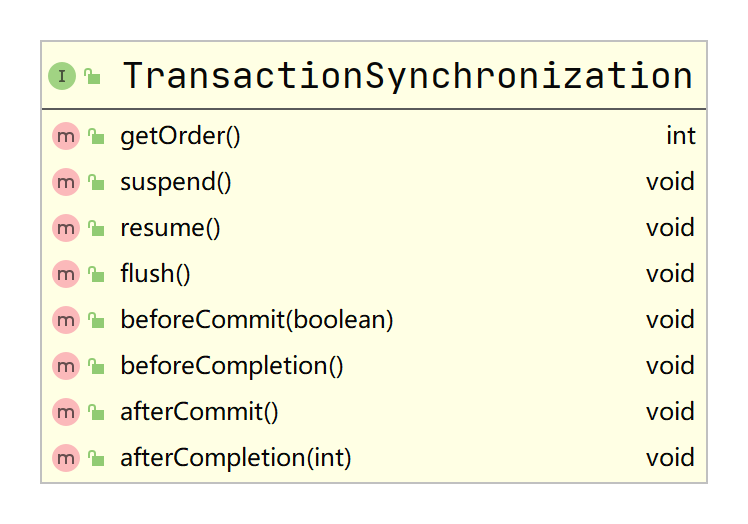 I TransactionSynchronization
m getOrder() int
m suspend() void
m resume() void
m flush() void
m beforeCommit(boolean) void
m beforeCompletion() void
m afterCommit() void
m afterCompletion(int) void